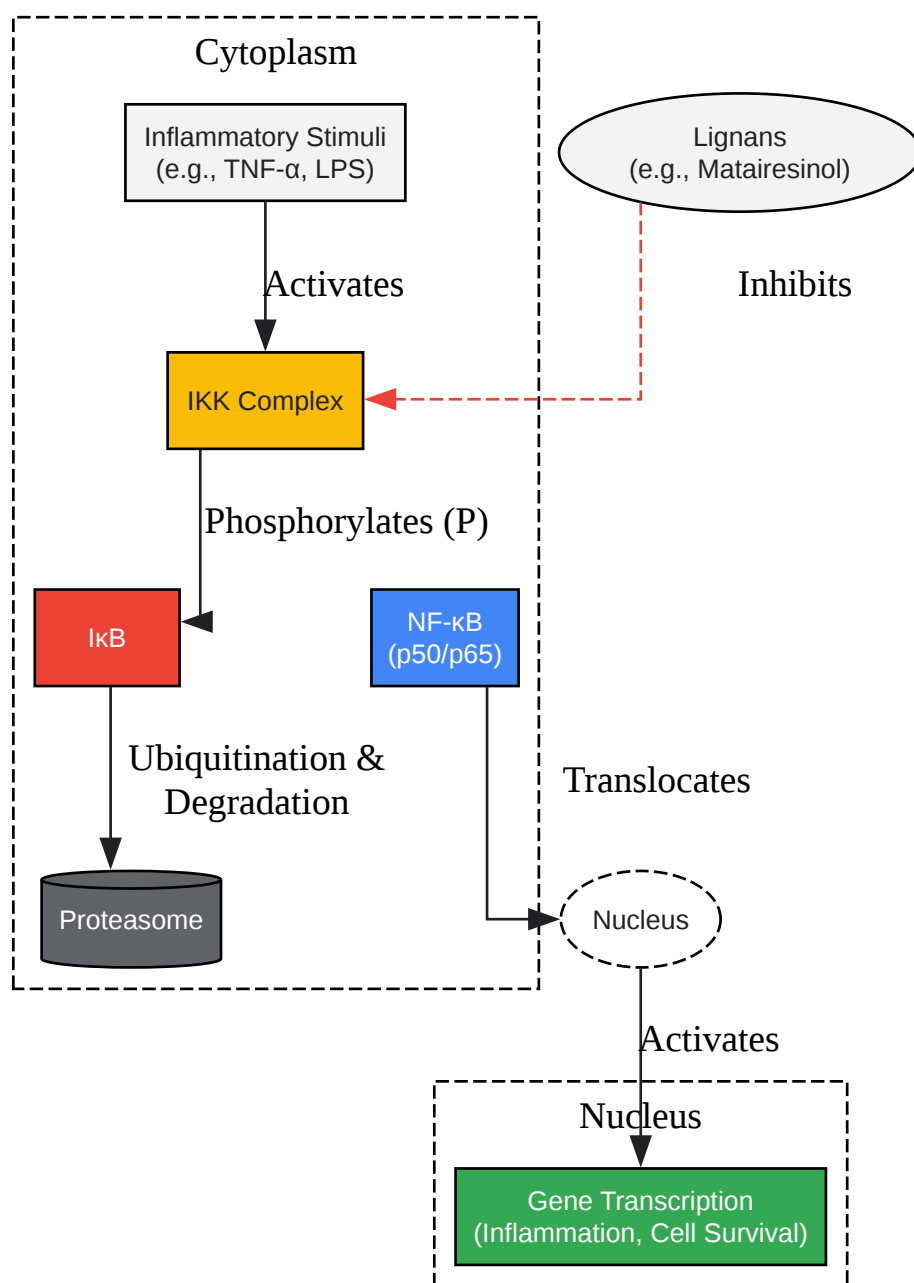 Cytoplasm
Inflammatory Stimuli
(e.g., TNF-α, LPS)
Lignans
(e.g., Matairesinol)
Activates
Inhibits
IKK Complex
Phosphorylates (P)
IκB
NF-κB
(p50/p65)
Ubiquitination &
Degradation
Translocates
Proteasome
Nucleus
Activates
Nucleus
Gene Transcription
(Inflammation, Cell Survival)